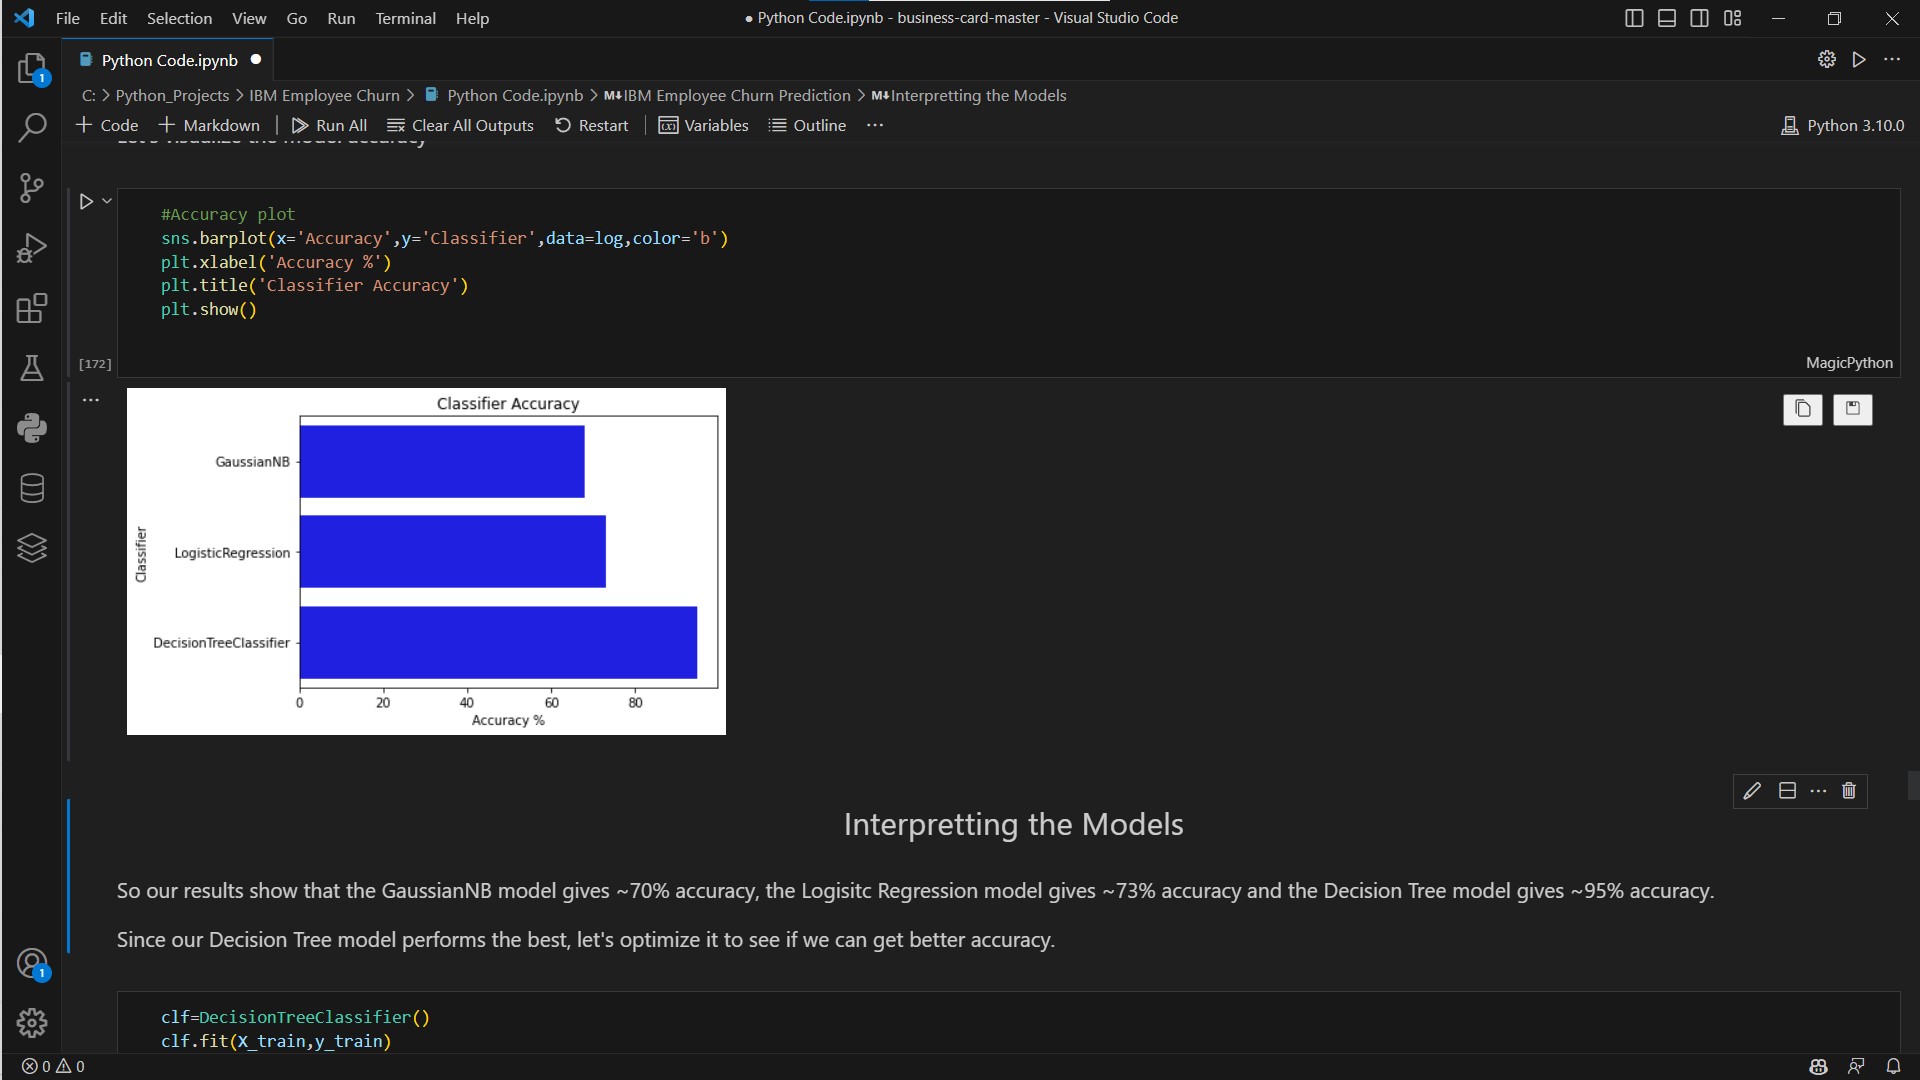 File Edit Selection View Go Run Terminal Help
● Python Code.ipynb - business-card-master - Visual Studio Code
Python Code.ipynb ●
C: > Python_Projects > IBM Employee Churn > Python Code.ipynb > M↓IBM Employee Churn Prediction > M↓Interpretting the Models
+ Code + Markdown | Run All Clear All Outputs Restart | Variables Outline ··· Python 3.10.0
Let's visualize the model accuracy
#Accuracy plot
sns.barplot(x='Accuracy',y='Classifier',data=log,color='b')
plt.xlabel('Accuracy %')
plt.title('Classifier Accuracy')
plt.show()
[172]
MagicPython
Classifier Accuracy
GaussianNB
LogisticRegression
DecisionTreeClassifier
Classifier
0 20 40 60 80
Accuracy %
Interpretting the Models
So our results show that the GaussianNB model gives ~70% accuracy, the Logisitc Regression model gives ~73% accuracy and the Decision Tree model gives ~95% accuracy.
Since our Decision Tree model performs the best, let's optimize it to see if we can get better accuracy.
clf=DecisionTreeClassifier()
clf.fit(X_train,y_train)
1
1
0 0